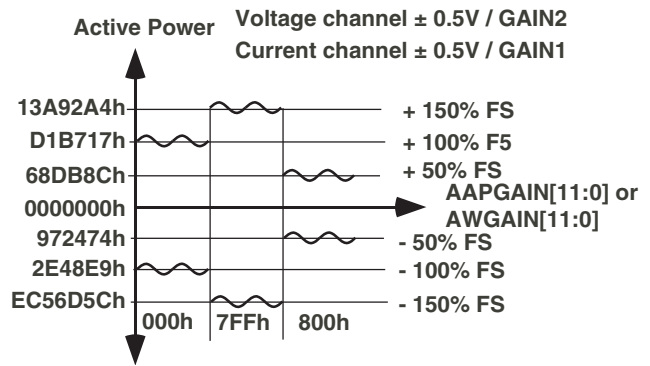 Active Power
Voltage channel ± 0.5V / GAIN2
Current channel ± 0.5V / GAIN1
13A92A4h
+ 150% FS
D1B717h
+ 100% F5
68DB8Ch
+ 50% FS
0000000h
AAPGAIN[11:0] or
AWGAIN[11:0]
972474h
- 50% FS
2E48E9h
- 100% FS
EC56D5Ch
- 150% FS
000h
7FFh
800h